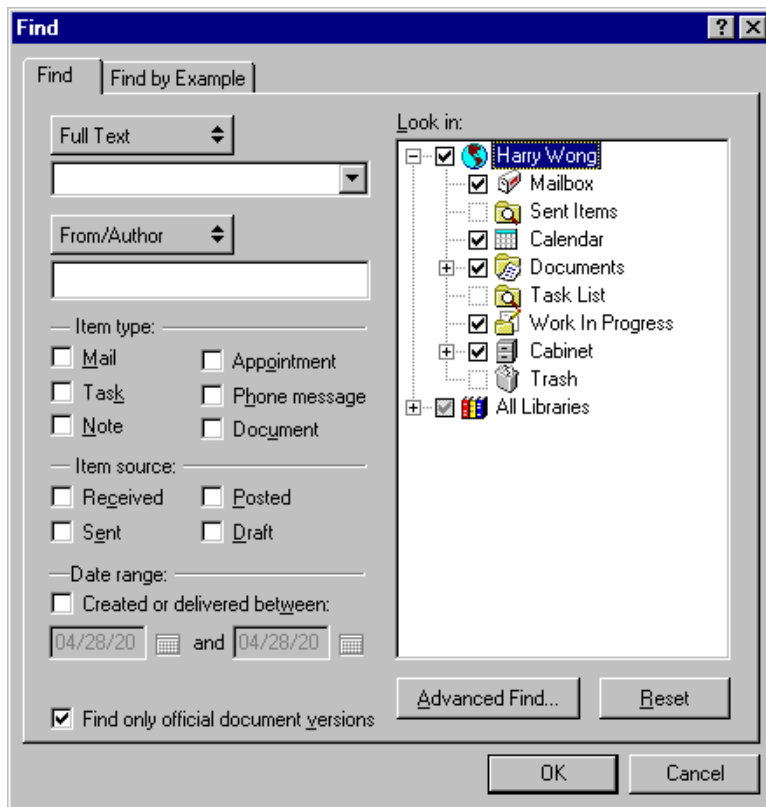 Find
Find
Find by Example
Full Text
From/Author
Item type:
Mail
Appointment
Task
Phone message
Note
Document
Item source:
Received
Posted
Sent
Draft
Date range:
Created or delivered between:
04/28/20 and 04/28/20
Find only official document versions
Look in:
Harry Wong
Mailbox
Sent Items
Calendar
Documents
Task List
Work In Progress
Cabinet
Trash
All Libraries
Advanced Find...
Reset
OK
Cancel